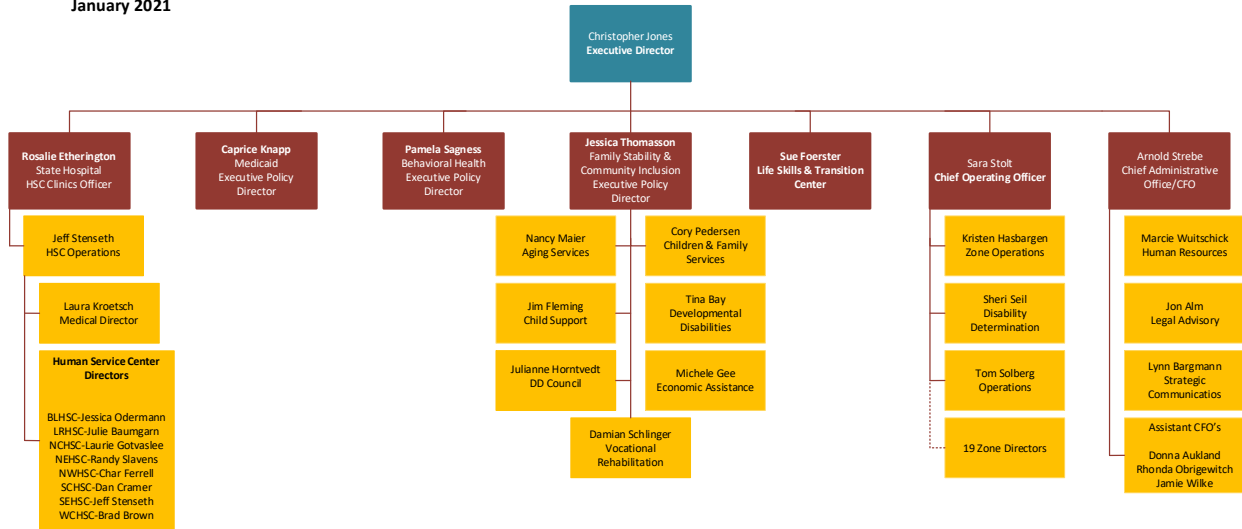 January 2021
Christopher Jones
Executive Director
Rosalie Etherington
State Hospital
HSC Clinics Officer
Caprice Knapp
Medicaid
Executive Policy
Director
Pamela Sagness
Behavioral Health
Executive Policy
Director
Jessica Thomasson
Family Stability &
Community Inclusion
Executive Policy
Director
Sue Foerster
Life Skills & Transition
Center
Sara Stolt
Chief Operating Officer
Arnold Strebe
Chief Administrative
Office/CFO
Jeff Stenseth
HSC Operations
Laura Kroetsch
Medical Director
Human Service Center
Directors
BLHSC-Jessica Odermann
LRHSC-Julie Baumgarn
NCHSC-Laurie Gotvaslee
NEHSC-Randy Slavens
NWHSC-Char Ferrell
SCHSC-Dan Cramer
SEHSC-Jeff Stenseth
WCHSC-Brad Brown
Nancy Maier
Aging Services
Cory Pedersen
Children & Family
Services
Jim Fleming
Child Support
Tina Bay
Developmental
Disabilities
Julianne Horntvedt
DD Council
Michele Gee
Economic Assistance
Damian Schlinger
Vocational
Rehabilitation
Kristen Hasbargen
Zone Operations
Sheri Seil
Disability
Determination
Tom Solberg
Operations
19 Zone Directors
Marcie Wuitschick
Human Resources
Jon Alm
Legal Advisory
Lynn Bargmann
Strategic
Communicatios
Assistant CFO's
Donna Aukland
Rhonda Obrigewitch
Jamie Wilke